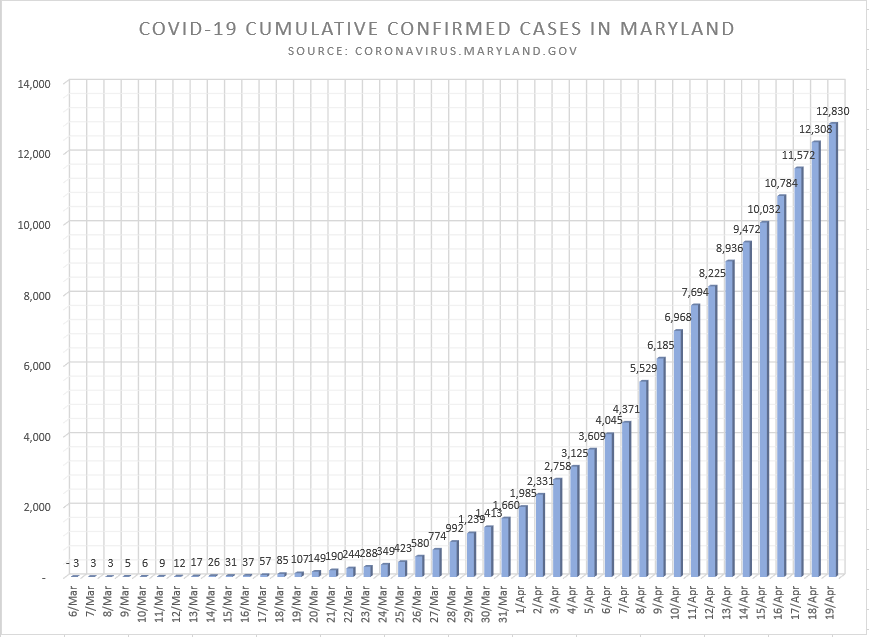 COVID-19 CUMULATIVE CONFIRMED CASES IN MARYLAND
SOURCE: CORONAVIRUS.MARYLAND.GOV
14,000
12,000
10,000
8,000
6,000
4,000
2,000
-
3 3 3 5 6 9 12 17 26 31 37 57 85 107 149 190 244 288 349 423 580 774 992 1,239 1,413 1,660 1,985 2,331 2,758 3,125 3,609 4,045 4,371 5,529 6,185 6,968 7,694 8,225 8,936 9,472 10,032 10,784 11,572 12,308 12,830
6/Mar 7/Mar 8/Mar 9/Mar 10/Mar 11/Mar 12/Mar 13/Mar 14/Mar 15/Mar 16/Mar 17/Mar 18/Mar 19/Mar 20/Mar 21/Mar 22/Mar 23/Mar 24/Mar 25/Mar 26/Mar 27/Mar 28/Mar 29/Mar 30/Mar 31/Mar 1/Apr 2/Apr 3/Apr 4/Apr 5/Apr 6/Apr 7/Apr 8/Apr 9/Apr 10/Apr 11/Apr 12/Apr 13/Apr 14/Apr 15/Apr 16/Apr 17/Apr 18/Apr 19/Apr